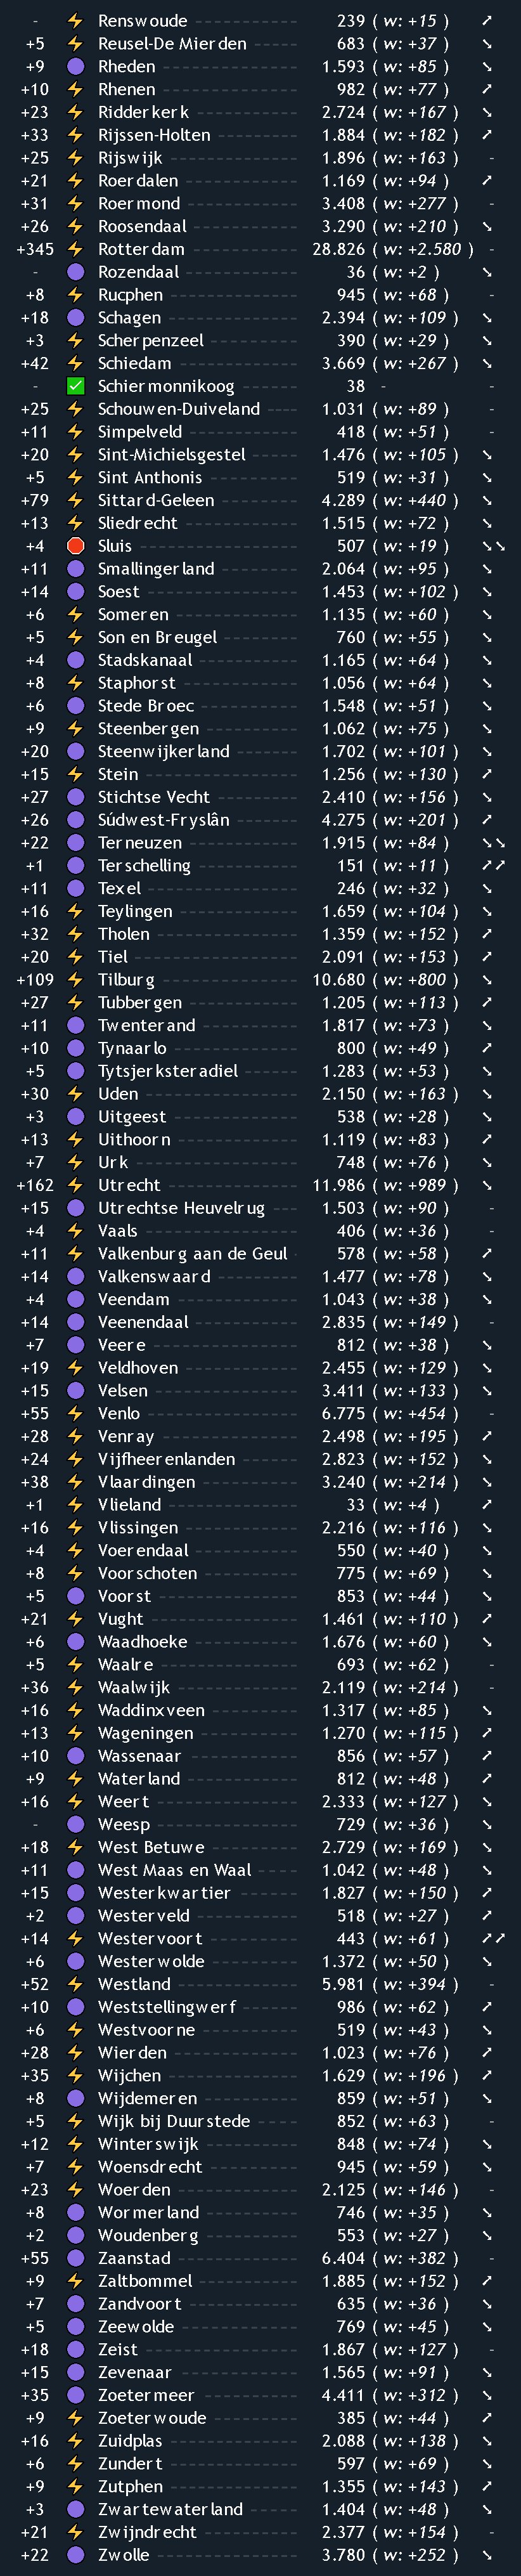 - ⚡ Renswoude 239 ( w: +15 ) ➚
+5 ⚡ Reusel-De Mierden 683 ( w: +37 ) ➘
+9 🟣 Rheden 1.593 ( w: +85 ) ➘
+10 ⚡ Rhenen 982 ( w: +77 ) ➚
+23 ⚡ Ridderkerk 2.724 ( w: +167 ) ➘
+33 ⚡ Rijssen-Holten 1.884 ( w: +182 ) ➚
+25 ⚡ Rijswijk 1.896 ( w: +163 ) -
+21 ⚡ Roerdalen 1.169 ( w: +94 ) ➚
+31 ⚡ Roermond 3.408 ( w: +277 ) -
+26 ⚡ Roosendaal 3.290 ( w: +210 ) ➘
+345 ⚡ Rotterdam 28.826 ( w: +2.580 ) -
- 🟣 Rozendaal 36 ( w: +2 ) ➘
+8 ⚡ Rucphen 945 ( w: +68 ) -
+18 🟣 Schagen 2.394 ( w: +109 ) ➘
+3 ⚡ Scherpenzeel 390 ( w: +29 ) ➘
+42 ⚡ Schiedam 3.669 ( w: +267 ) ➘
- ✅ Schiermonnikoog 38 - -
+25 ⚡ Schouwen-Duiveland 1.031 ( w: +89 ) -
+11 ⚡ Simpelveld 418 ( w: +51 ) -
+20 ⚡ Sint-Michielsgestel 1.476 ( w: +105 ) ➘
+5 ⚡ Sint Anthonis 519 ( w: +31 ) ➘
+79 ⚡ Sittard-Geleen 4.289 ( w: +440 ) ➘
+13 ⚡ Sliedrecht 1.515 ( w: +72 ) ➘
+4 🛑 Sluis 507 ( w: +19 ) ➘➘
+11 🟣 Smallingerland 2.064 ( w: +95 ) ➘
+14 🟣 Soest 1.453 ( w: +102 ) ➘
+6 ⚡ Someren 1.135 ( w: +60 ) ➘
+5 ⚡ Son en Breugel 760 ( w: +55 ) ➘
+4 🟣 Stadskanaal 1.165 ( w: +64 ) ➘
+8 ⚡ Staphorst 1.056 ( w: +64 ) ➘
+6 🟣 Stede Broec 1.548 ( w: +51 ) ➘
+9 ⚡ Steenbergen 1.062 ( w: +75 ) ➘
+20 🟣 Steenwijkerland 1.702 ( w: +101 ) ➘
+15 ⚡ Stein 1.256 ( w: +130 ) ➚
+27 🟣 Stichtse Vecht 2.410 ( w: +156 ) ➘
+26 🟣 Súdwest-Fryslân 4.275 ( w: +201 ) ➚
+22 🟣 Terneuzen 1.915 ( w: +84 ) ➘➘
+1 🟣 Terschelling 151 ( w: +11 ) ➚➚
+11 🟣 Texel 246 ( w: +32 ) ➘
+16 ⚡ Teylingen 1.659 ( w: +104 ) ➘
+32 ⚡ Tholen 1.359 ( w: +152 ) ➚
+20 ⚡ Tiel 2.091 ( w: +153 ) ➚
+109 ⚡ Tilburg 10.680 ( w: +800 ) ➘
+27 ⚡ Tubbergen 1.205 ( w: +113 ) ➚
+11 🟣 Twenterand 1.817 ( w: +73 ) ➘
+10 🟣 Tynaarlo 800 ( w: +49 ) ➚
+5 🟣 Tytsjerksteradiel 1.283 ( w: +53 ) ➘
+30 ⚡ Uden 2.150 ( w: +163 ) ➘
+3 🟣 Uitgeest 538 ( w: +28 ) ➘
+13 ⚡ Uithoorn 1.119 ( w: +83 ) ➚
+7 ⚡ Urk 748 ( w: +76 ) ➘
+162 ⚡ Utrecht 11.986 ( w: +989 ) ➘
+15 🟣 Utrechtse Heuvelrug 1.503 ( w: +90 ) -
+4 ⚡ Vaals 406 ( w: +36 ) -
+11 ⚡ Valkenburg aan de Geul 578 ( w: +58 ) ➚
+14 🟣 Valkenswaard 1.477 ( w: +78 ) ➘
+4 🟣 Veendam 1.043 ( w: +38 ) ➘
+14 🟣 Veenendaal 2.835 ( w: +149 ) -
+7 🟣 Veere 812 ( w: +38 ) ➘
+19 ⚡ Veldhoven 2.455 ( w: +129 ) ➘
+15 🟣 Velsen 3.411 ( w: +133 ) ➘
+55 ⚡ Venlo 6.775 ( w: +454 ) -
+28 ⚡ Venray 2.498 ( w: +195 ) ➚
+24 ⚡ Vijfheerenlanden 2.823 ( w: +152 ) ➘
+38 ⚡ Vlaardingen 3.240 ( w: +214 ) ➘
+1 ⚡ Vlieland 33 ( w: +4 ) ➚
+16 ⚡ Vlissingen 2.216 ( w: +116 ) ➘
+4 ⚡ Voerendaal 550 ( w: +40 ) ➘
+8 ⚡ Voorschoten 775 ( w: +69 ) ➘
+5 🟣 Voorst 853 ( w: +44 ) ➘
+21 ⚡ Vught 1.461 ( w: +110 ) ➚
+6 🟣 Waadhoeke 1.676 ( w: +60 ) ➘
+5 ⚡ Waalre 693 ( w: +62 ) -
+36 ⚡ Waalwijk 2.119 ( w: +214 ) -
+16 ⚡ Waddinxveen 1.317 ( w: +85 ) ➘
+13 ⚡ Wageningen 1.270 ( w: +115 ) ➚
+10 🟣 Wassenaar 856 ( w: +57 ) ➚
+9 ⚡ Waterland 812 ( w: +48 ) ➚
+16 ⚡ Weert 2.333 ( w: +127 ) ➘
- 🟣 Weesp 729 ( w: +36 ) ➘
+18 ⚡ West Betuwe 2.729 ( w: +169 ) ➘
+11 🟣 West Maas en Waal 1.042 ( w: +48 ) ➘
+15 🟣 Westerkwartier 1.827 ( w: +150 ) ➚
+2 🟣 Westerveld 518 ( w: +27 ) ➚
+14 ⚡ Westervoort 443 ( w: +61 ) ➚➚
+6 🟣 Westerwolde 1.372 ( w: +50 ) ➘
+52 ⚡ Westland 5.981 ( w: +394 ) -
+10 🟣 Weststellingwerf 986 ( w: +62 ) ➚
+6 ⚡ Westvoorne 519 ( w: +43 ) ➘
+28 ⚡ Wierden 1.023 ( w: +76 ) ➚
+35 ⚡ Wijchen 1.629 ( w: +196 ) ➚
+8 🟣 Wijdemeren 859 ( w: +51 ) ➘
+5 ⚡ Wijk bij Duurstede 852 ( w: +63 ) -
+12 ⚡ Winterswijk 848 ( w: +74 ) ➘
+7 ⚡ Woensdrecht 945 ( w: +59 ) ➘
+23 ⚡ Woerden 2.125 ( w: +146 ) -
+8 🟣 Wormerland 746 ( w: +35 ) ➘
+2 🟣 Woudenberg 553 ( w: +27 ) ➘
+55 🟣 Zaanstad 6.404 ( w: +382 ) -
+9 ⚡ Zaltbommel 1.885 ( w: +152 ) ➚
+7 🟣 Zandvoort 635 ( w: +36 ) ➘
+5 🟣 Zeewolde 769 ( w: +45 ) ➘
+18 🟣 Zeist 1.867 ( w: +127 ) -
+15 🟣 Zevenaar 1.565 ( w: +91 ) ➘
+35 🟣 Zoetermeer 4.411 ( w: +312 ) ➘
+9 ⚡ Zoeterwoude 385 ( w: +44 ) ➚
+16 ⚡ Zuidplas 2.088 ( w: +138 ) ➘
+6 ⚡ Zundert 597 ( w: +69 ) ➘
+9 ⚡ Zutphen 1.355 ( w: +143 ) ➚
+3 🟣 Zwartewaterland 1.404 ( w: +48 ) ➘
+21 ⚡ Zwijndrecht 2.377 ( w: +154 ) -
+22 🟣 Zwolle 3.780 ( w: +252 ) ➘